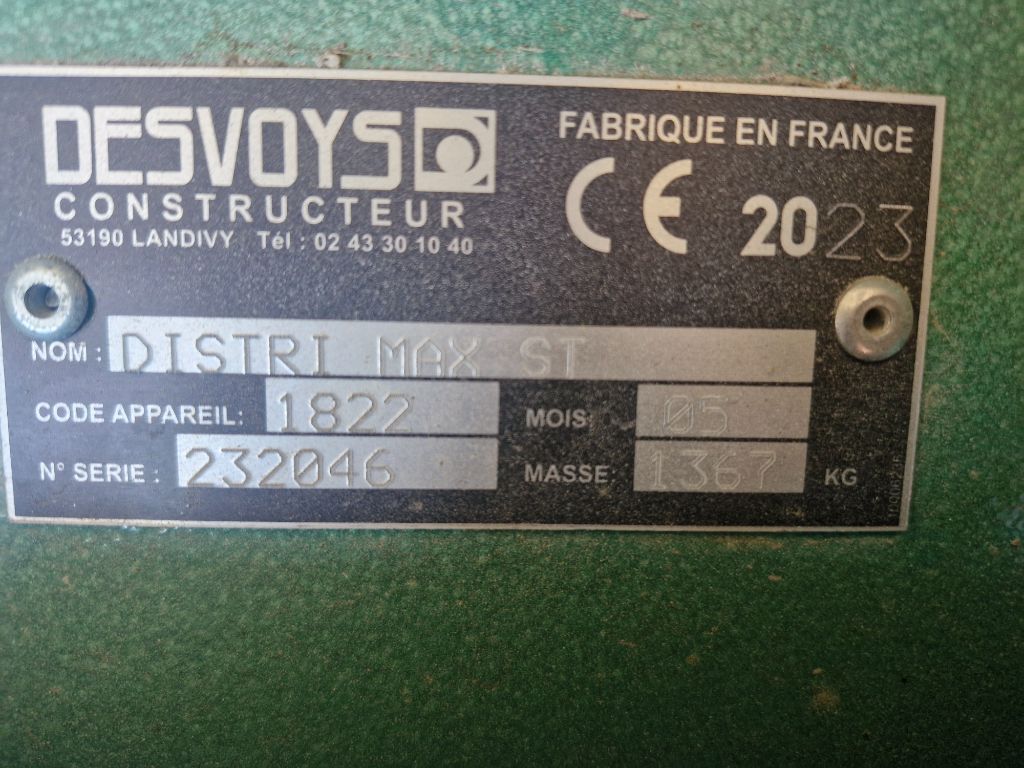 DESVOYS
CONSTRUCTEUR
53190 LANDIVY Tél : 02 43 30 10 40
FABRIQUE EN FRANCE
CE 2023
NOM : DISTRI MAX ST
CODE APPAREIL: 1822
MOIS: 05
N° SERIE : 232046
MASSE 1367 KG